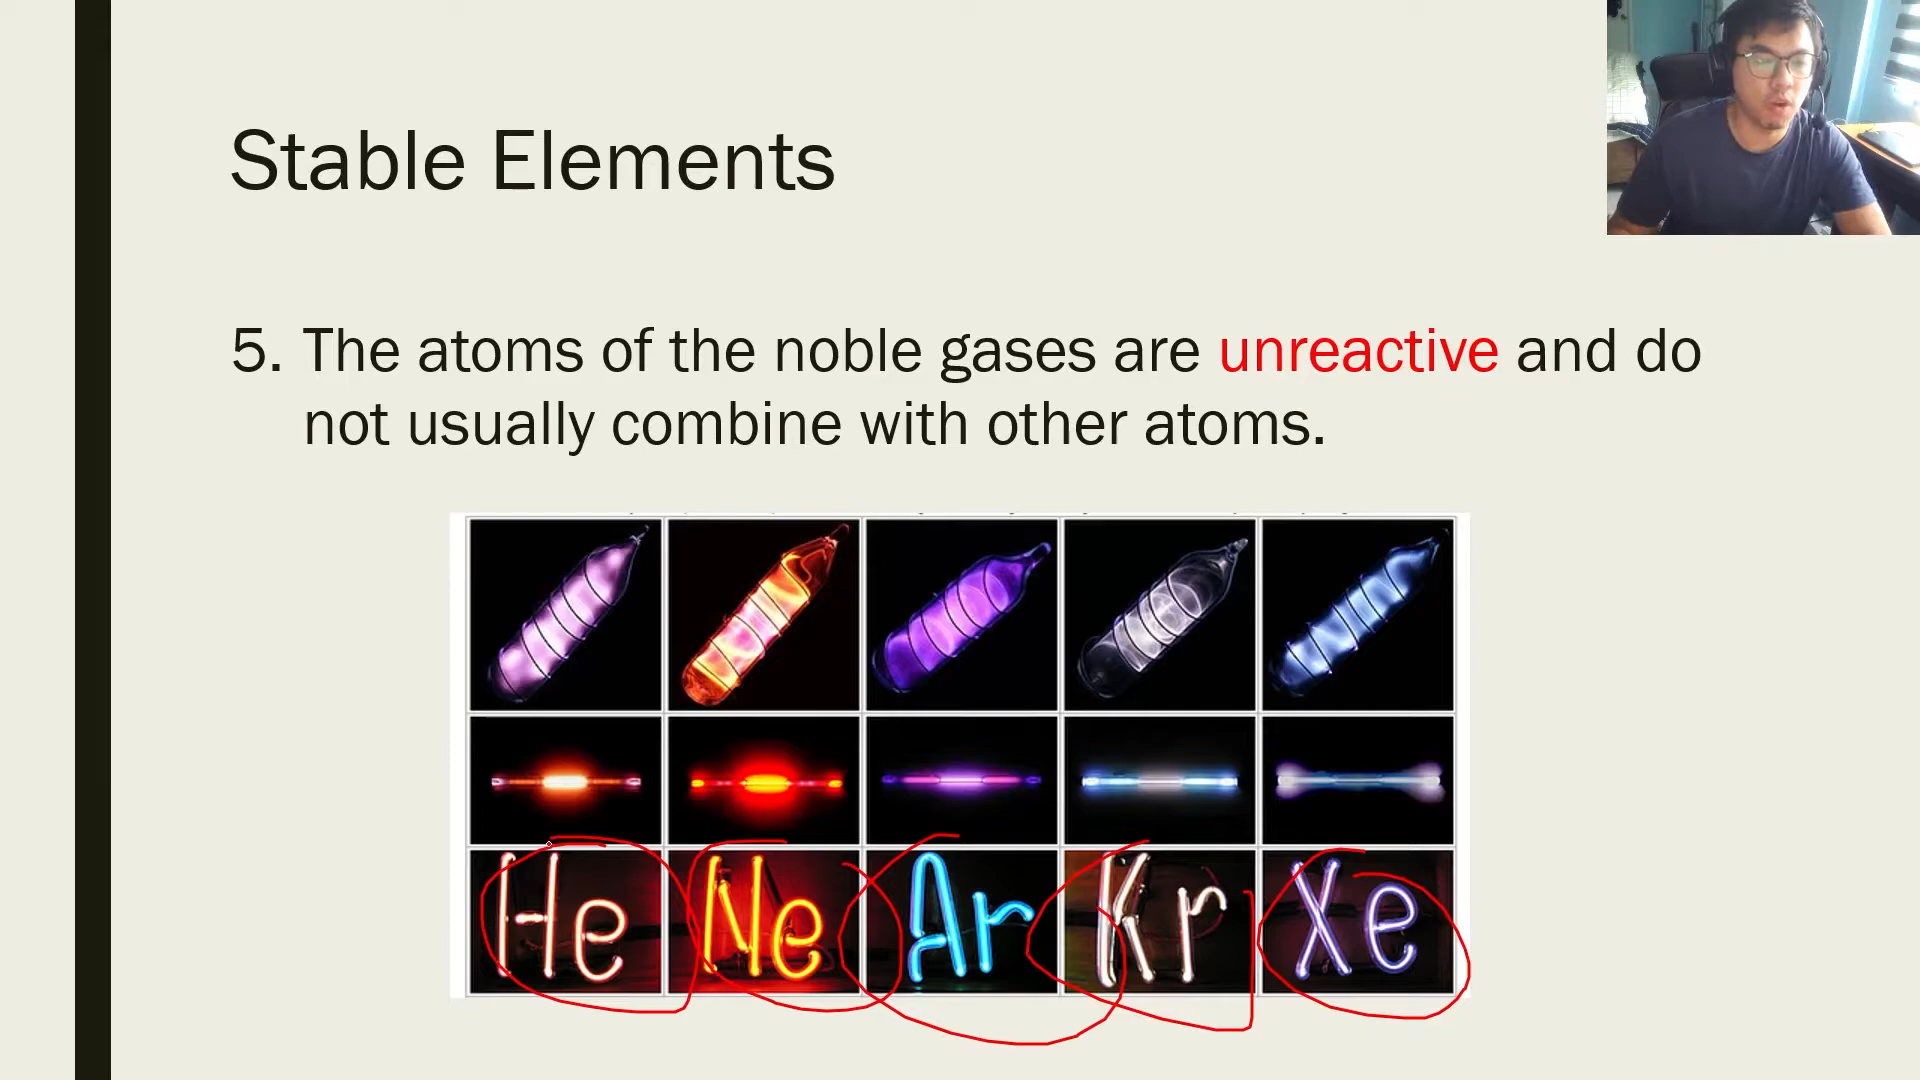 Stable Elements
5. The atoms of the noble gases are unreactive and do
not usually combine with other atoms.
He Ne Ar Kr Xe